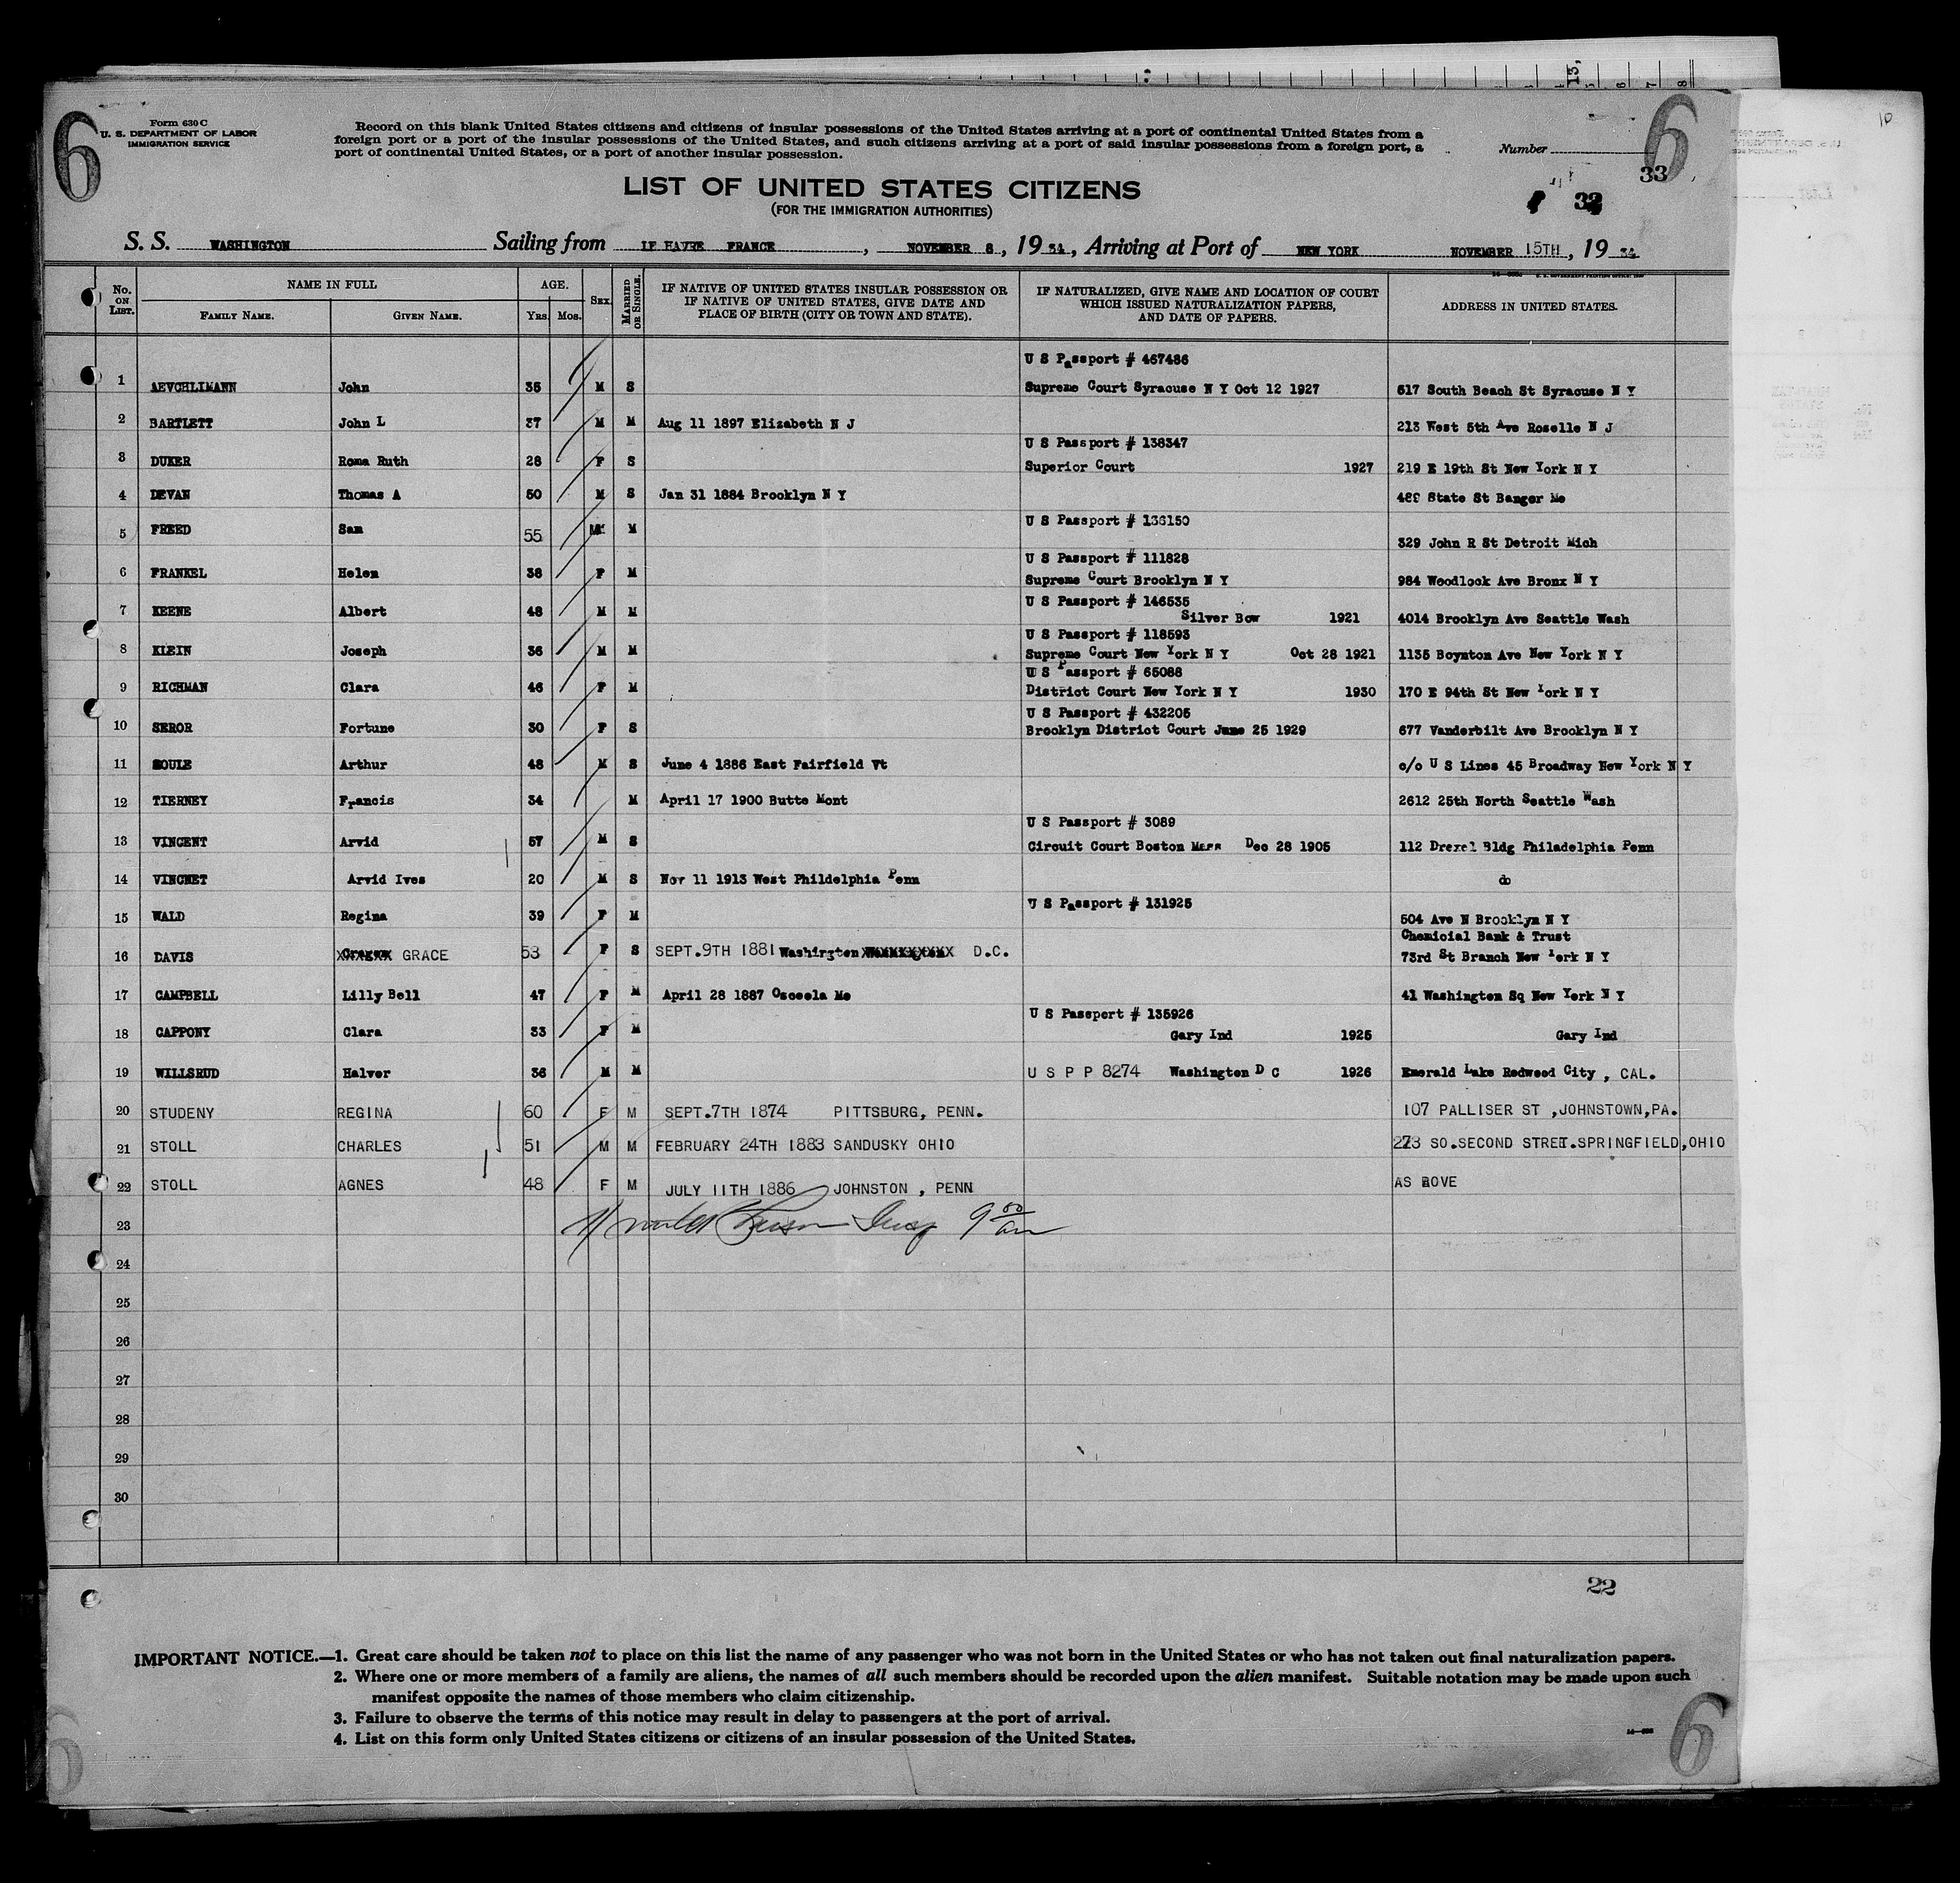 6
Form 630 C
U. S. DEPARTMENT OF LABOR
IMMIGRATION SERVICE
Record on this blank United States citizens and citizens of insular possessions of the United States arriving at a port of continental United States from a
foreign port or a port of the insular possessions of the United States, and such citizens arriving at a port of said insular possessions from a foreign port, a
port of continental United States, or a port of another insular possession.
Number
6
33
LIST OF UNITED STATES CITIZENS
(FOR THE IMMIGRATION AUTHORITIES)
S. S. WASHINGTON Sailing from LE HAVRE FRANCE, NOVEMBER 8, 1934, Arriving at Port of NEW YORK NOVEMBER 15TH, 1934
No. ON LIST. NAME IN FULL FAMILY NAME. GIVEN NAME. AGE. YRS. MOS. SEX. MARRIED OR SINGLE. IF NATIVE OF UNITED STATES INSULAR POSSESSION OR IF NATIVE OF UNITED STATES, GIVE DATE AND PLACE OF BIRTH (CITY OR TOWN AND STATE). IF NATURALIZED, GIVE NAME AND LOCATION OF COURT WHICH ISSUED NATURALIZATION PAPERS, AND DATE OF PAPERS. ADDRESS IN UNITED STATES.
U S Passport # 467486
1 AEVCHLIMANN John 35 M S Supreme Court Syracuse N Y Oct 12 1927 517 South Beach St Syracuse N Y
2 BARTLETT John L 37 M M Aug 11 1897 Elizabeth N J 213 West 5th Ave Roselle N J
U S Passport # 138347
3 DUKER Roma Ruth 28 F S Superior Court 1927 219 E 19th St New York N Y
4 DEVAN Thomas A 50 M S Jan 31 1884 Brooklyn N Y 489 State St Banger Me
5 FREED Sam 55 M M U S Passport # 136150
329 John R St Detroit Mich
U S Passport # 111828
6 FRANKEL Helen 38 F M Supreme Court Brooklyn N Y 984 Woodlock Ave Bronx N Y
U S Passport # 146535
7 KEENE Albert 48 M M Silver Bow 1921 4014 Brooklyn Ave Seattle Wash
U S Passport # 118593
8 KLEIN Joseph 36 M M Supreme Court New York N Y Oct 28 1921 1135 Boynton Ave New York N Y
U S Passport # 65088
9 RICHMAN Clara 46 F M District Court New York N Y 1930 170 E 94th St New York N Y
U S Passport # 432205
10 SEROR Fortune 30 F S Brooklyn District Court June 25 1929 677 Vanderbilt Ave Brooklyn N Y
11 SOULE Arthur 48 M S June 4 1886 East Fairfield Vt c/o U S Lines 45 Broadway New York N Y
12 TIERNEY Francis 34 M April 17 1900 Butte Mont 2612 25th North Seattle Wash
U S Passport # 3089
13 VINCENT Arvid 57 M S Circuit Court Boston Mass Dec 28 1905 112 Drexel Bldg Philadelphia Penn
14 VINCNET Arvid Ives 20 M S Nov 11 1913 West Phildelphia Penn do
U S Passport # 131925
15 WALD Regina 39 F M 504 Ave N Brooklyn N Y
Chemicial Bank & Trust
16 DAVIS GRACE 53 F S SEPT.9TH 1881 Washington D.C. 73rd St Branch New York N Y
17 CAMPBELL Lilly Bell 47 F M April 28 1887 Osceola Mo 41 Washington Sq New York N Y
U S Passport # 135926
18 CAPPONY Clara 33 F M Gary Ind 1925 Gary Ind
19 WILLSRUD Halver 36 M M U S P P 8274 Washington D C 1926 Emerald Lake Redwood City, CAL.
20 STUDENY REGINA 60 F M SEPT.7TH 1874 PITTSBURG, PENN. 107 PALLISER ST ,JOHNSTOWN,PA.
21 STOLL CHARLES 51 M M FEBRUARY 24TH 1883 SANDUSKY OHIO 273 SO.SECOND STREET.SPRINGFIELD,OHIO
22 STOLL AGNES 48 F M JULY 11TH 1886 JOHNSTON , PENN AS BOVE
23 Insp 9 00 am
24
25
26
27
28
29
30
22
IMPORTANT NOTICE.—1. Great care should be taken not to place on this list the name of any passenger who was not born in the United States or who has not taken out final naturalization papers.
2. Where one or more members of a family are aliens, the names of all such members should be recorded upon the alien manifest. Suitable notation may be made upon such
manifest opposite the names of those members who claim citizenship.
3. Failure to observe the terms of this notice may result in delay to passengers at the port of arrival.
4. List on this form only United States citizens or citizens of an insular possession of the United States.
6